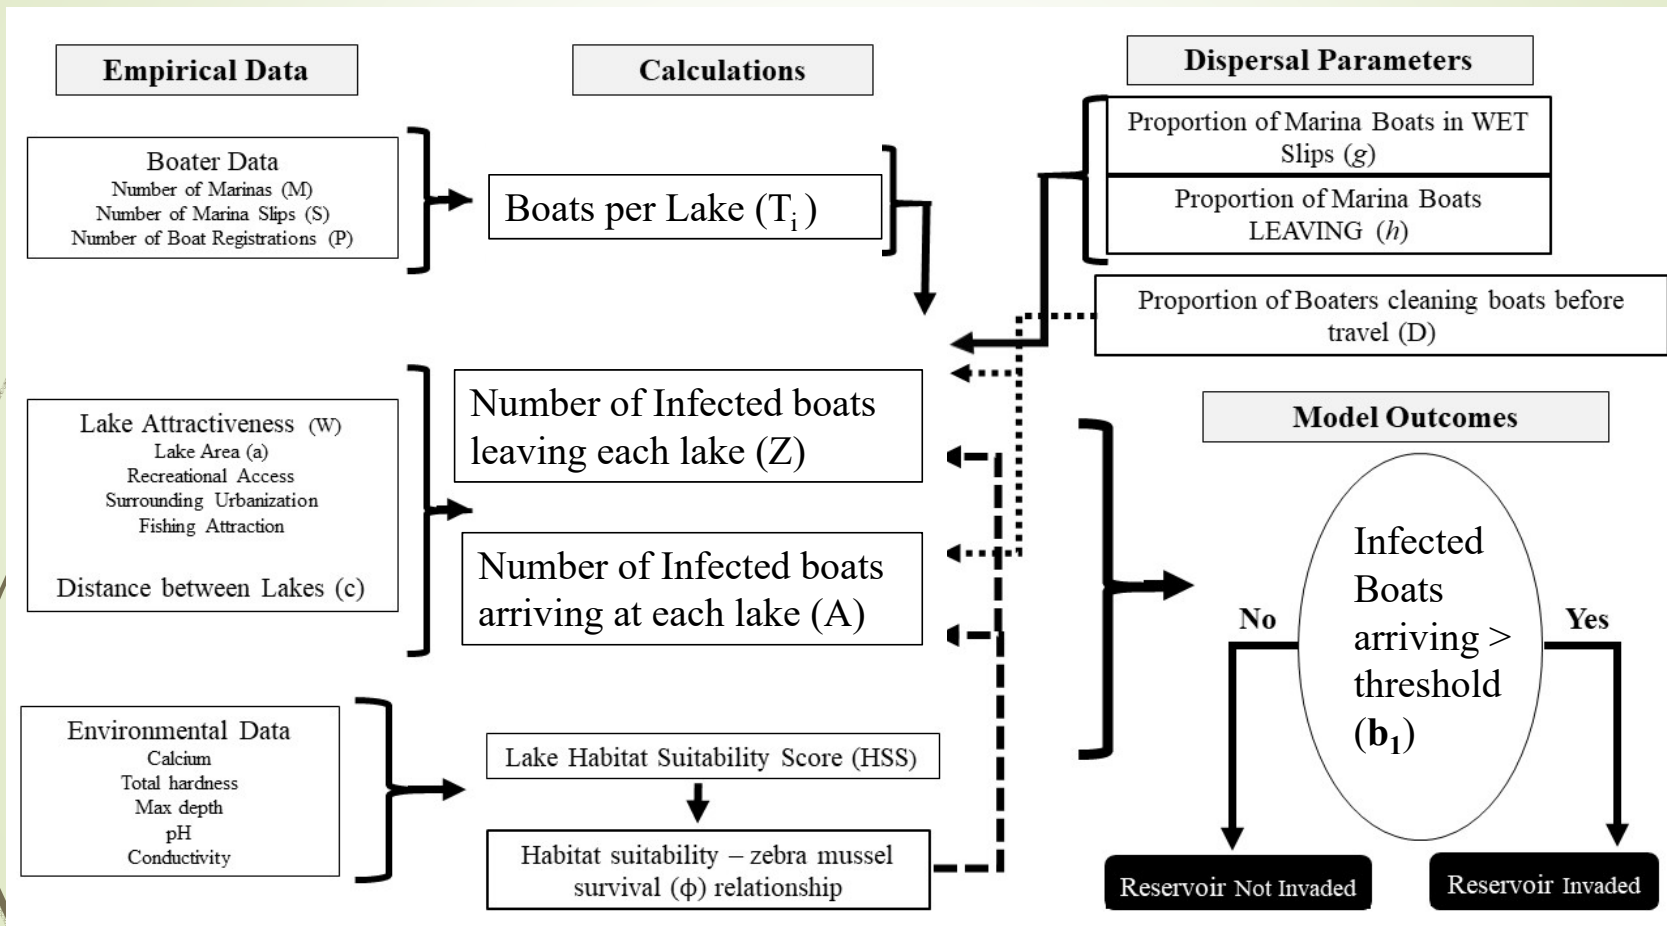 Empirical Data
Boater Data
Number of Marinas (M)
Number of Marina Slips (S)
Number of Boat Registrations (P)
Lake Attractiveness (W)
Lake Area (a)
Recreational Access
Surrounding Urbanization
Fishing Attraction
Distance between Lakes (c)
Environmental Data
Calcium
Total hardness
Max depth
pH
Conductivity
Calculations
Boats per Lake (Tᵢ )
Number of Infected boats
leaving each lake (Z)
Number of Infected boats
arriving at each lake (A)
Lake Habitat Suitability Score (HSS)
Habitat suitability – zebra mussel
survival (ϕ) relationship
Dispersal Parameters
Proportion of Marina Boats in WET
Slips (g)
Proportion of Marina Boats
LEAVING (h)
Proportion of Boaters cleaning boats before
travel (D)
Model Outcomes
Infected
Boats
arriving >
threshold
(b₁)
No
Yes
Reservoir Not Invaded
Reservoir Invaded